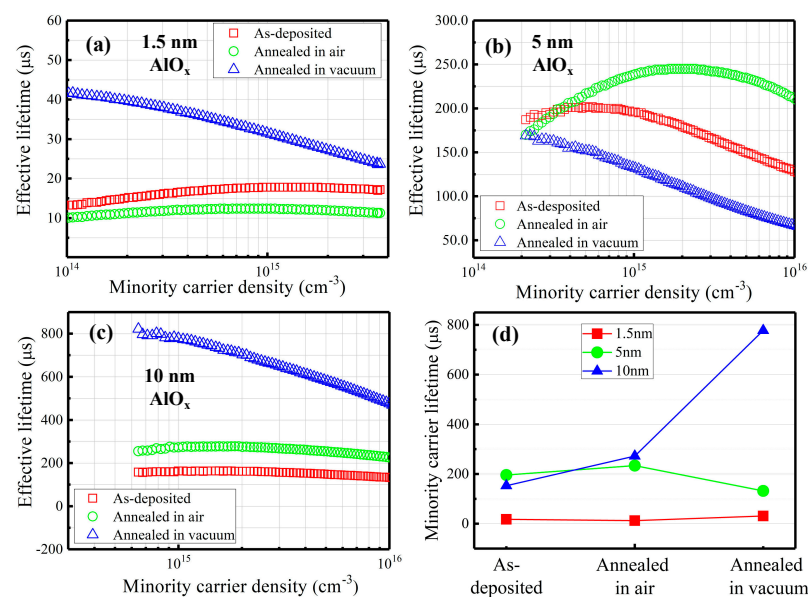 (a)
1.5 nm
AlOx
As-deposited
Annealed in air
Annealed in vacuum
Effective lifetime (μs)
60
50
40
30
20
10
10^14
10^15
Minority carrier density (cm^-3)
(b)
5 nm
AlOx
As-desposited
Annealed in air
Annealed in vacuum
Effective lifetime (μs)
300.0
250.0
200.0
150.0
100.0
50.0
10^14
10^15
10^16
Minority carrier density (cm^-3)
(c)
10 nm
AlOx
As-deposited
Annealed in air
Annealed in vacuum
Effective lifetime (μs)
800
600
400
200
0
-200
10^15
10^16
Minority carrier density (cm^-3)
(d)
1.5nm
5nm
10nm
Minority carrier lifetime (μs)
800
600
400
200
0
As-
deposited
Annealed
in air
Annealed
in vacuum